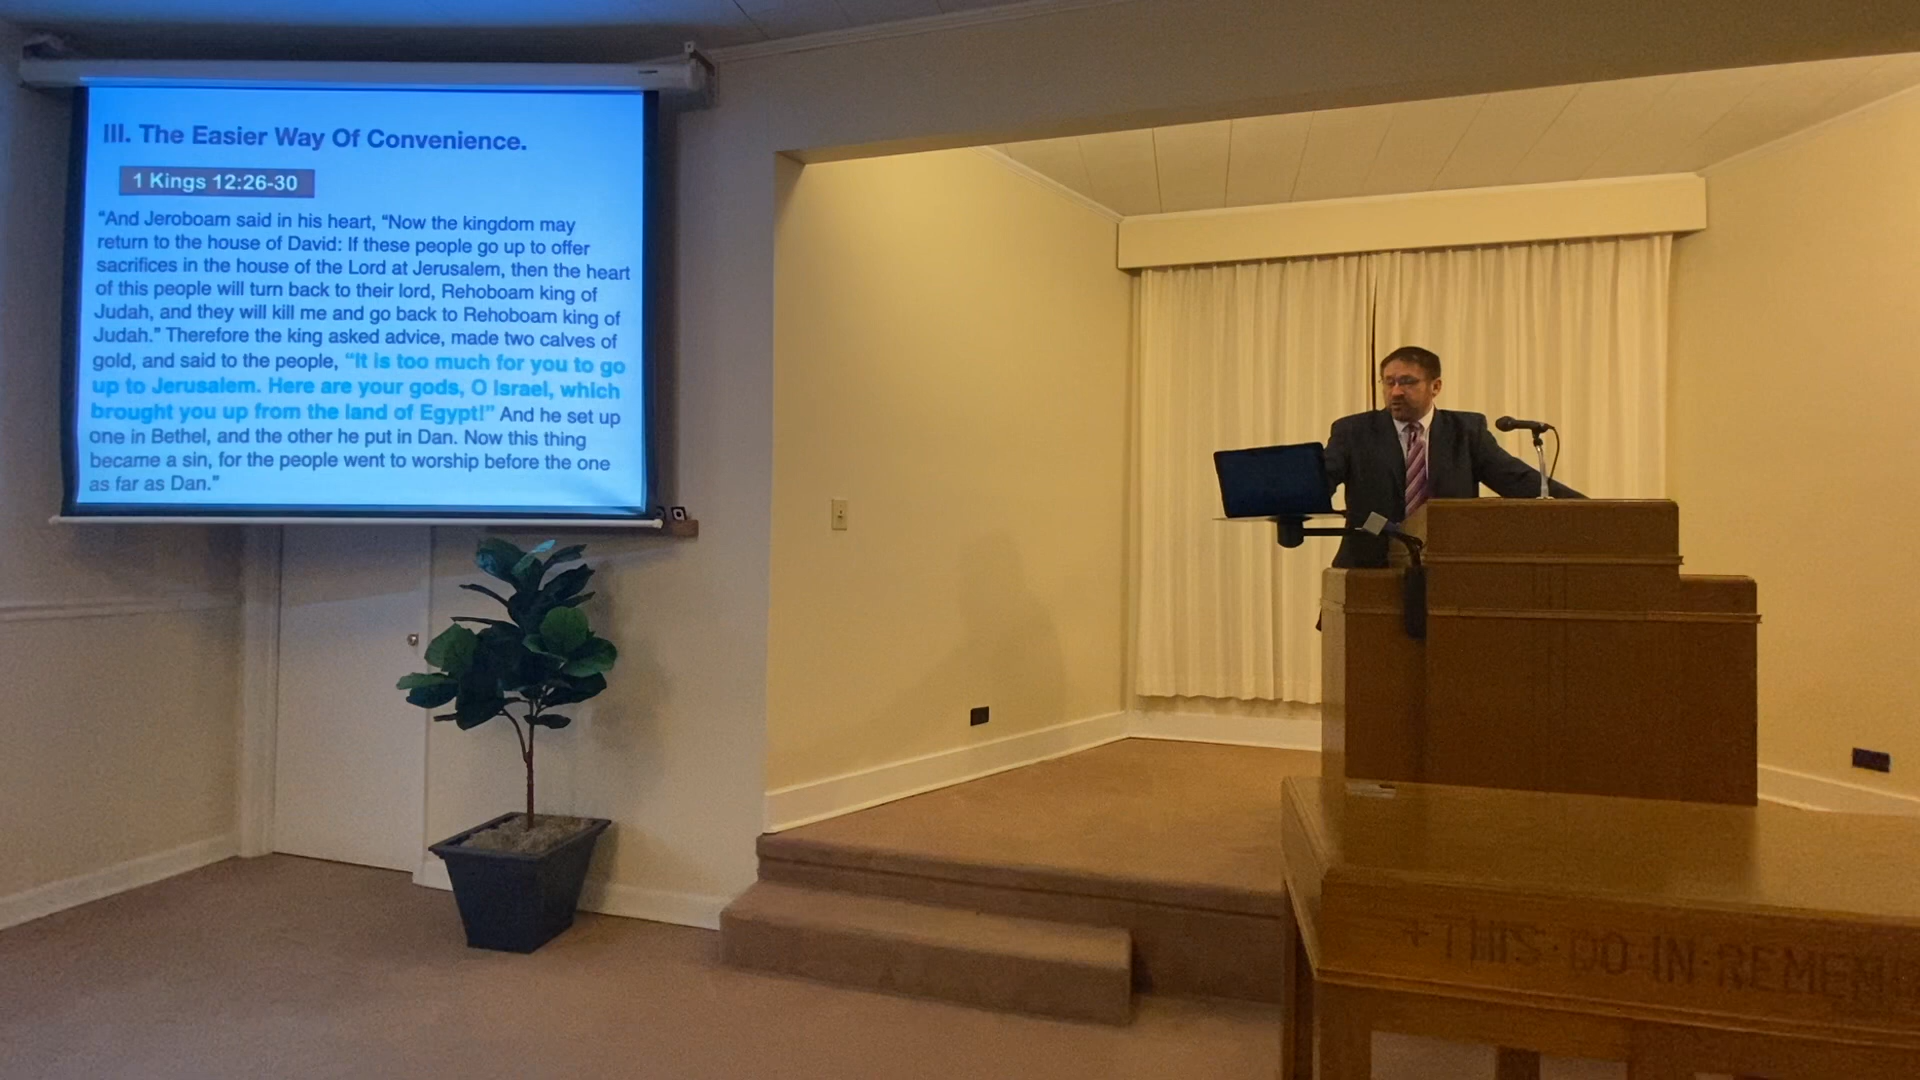 III. The Easier Way Of Convenience.
1 Kings 12:26-30
“And Jeroboam said in his heart, “Now the kingdom may
return to the house of David: If these people go up to offer
sacrifices in the house of the Lord at Jerusalem, then the heart
of this people will turn back to their lord, Rehoboam king of
Judah, and they will kill me and go back to Rehoboam king of
Judah.” Therefore the king asked advice, made two calves of
gold, and said to the people, “It is too much for you to go
up to Jerusalem. Here are your gods, O Israel, which
brought you up from the land of Egypt!” And he set up
one in Bethel, and the other he put in Dan. Now this thing
became a sin, for the people went to worship before the one
as far as Dan.”
+THIS·DO·IN·REMEM